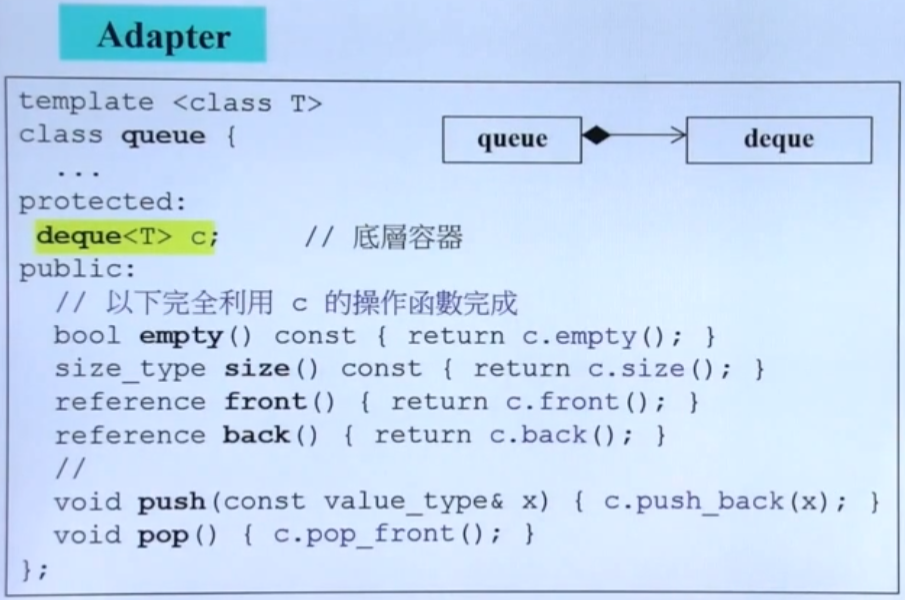 Adapter
template <class T>
class queue {
queue
deque
...
protected:
deque<T> c; // 底層容器
public:
// 以下完全利用 c 的操作函數完成
bool empty() const { return c.empty(); }
size_type size() const { return c.size(); }
reference front() { return c.front(); }
reference back() { return c.back(); }
//
void push(const value_type& x) { c.push_back(x); }
void pop() { c.pop_front(); }
};